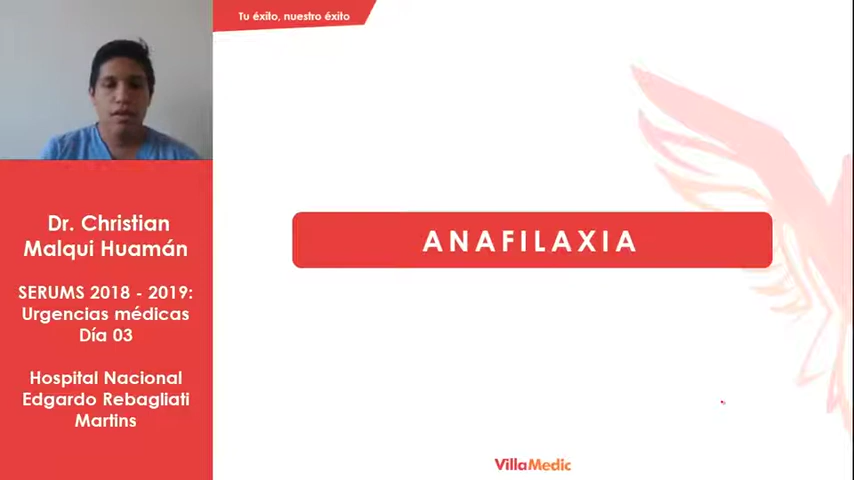 Tu éxito, nuestro éxito
ANAFILAXIA
Dr. Christian
Malqui Huamán
SERUMS 2018 - 2019:
Urgencias médicas
Día 03
Hospital Nacional
Edgardo Rebagliati
Martins
VillaMedic